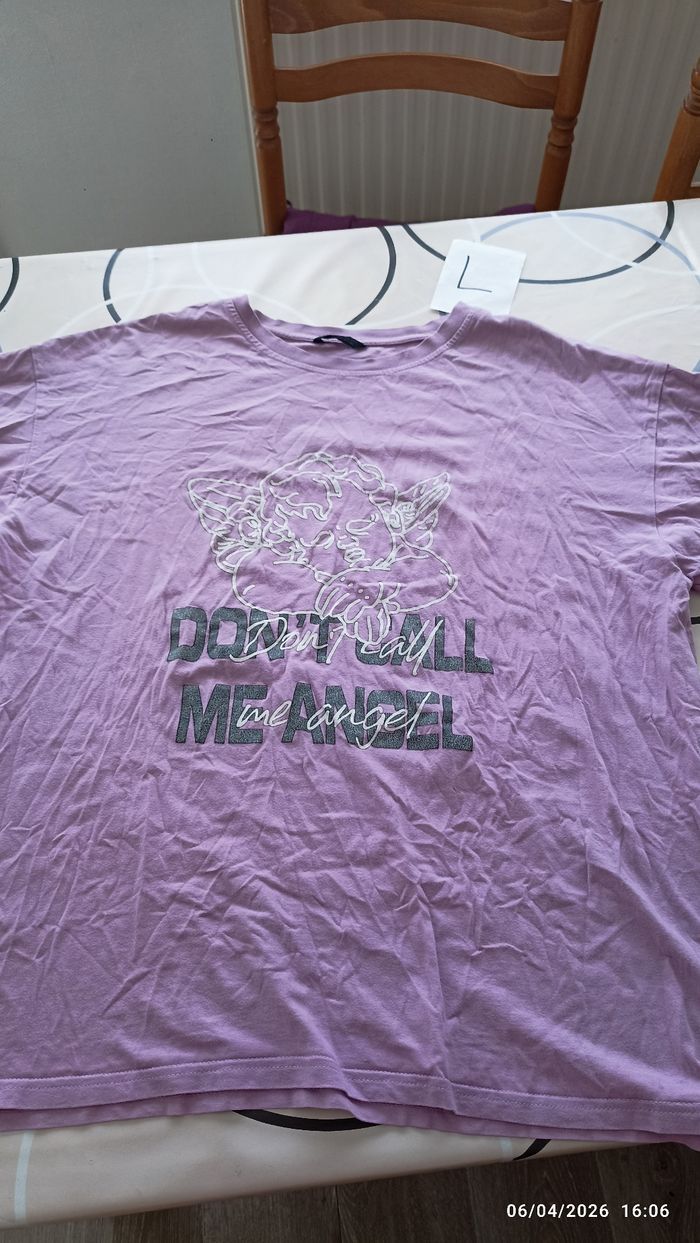 L
DON'T CALL
Don't call
ME ANGEL
me angel
06/04/2026 16:06